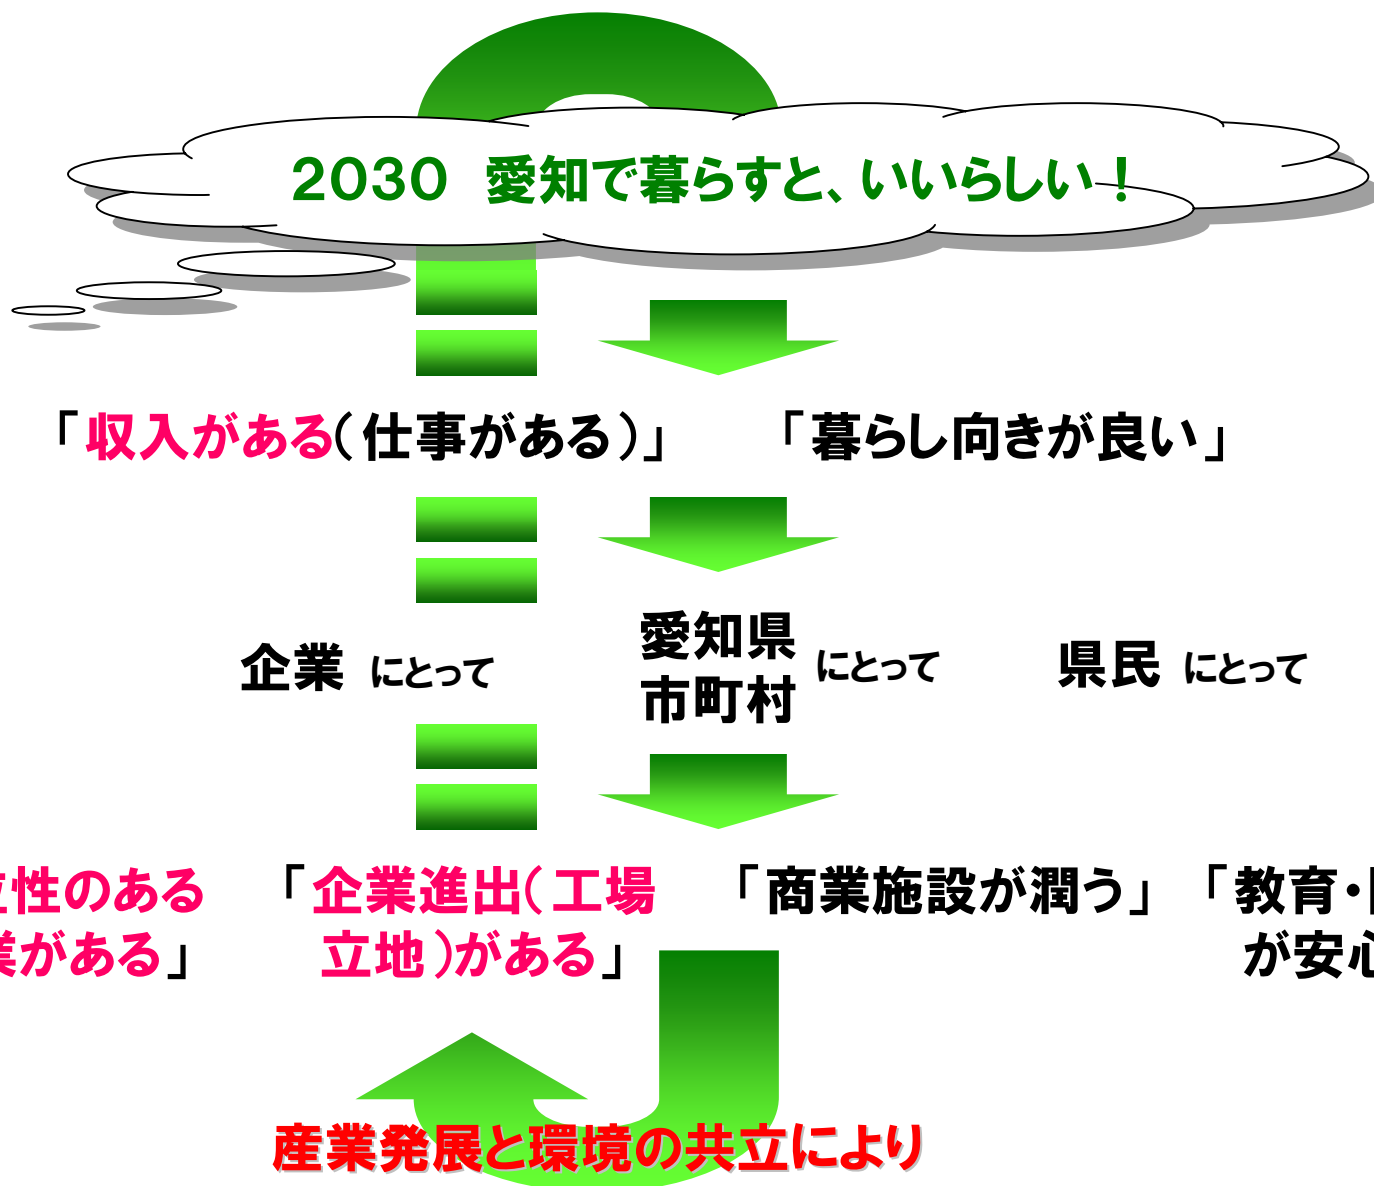 2030　愛知で暮らすと、いいらしい！
「収入がある（仕事がある）」　「暮らし向きが良い」
企業 にとって
愛知県
市町村 にとって
県民 にとって
性のある
がある」
「企業進出（工場
立地）がある」
「商業施設が潤う」
「教育・
が安心
産業発展と環境の共立により